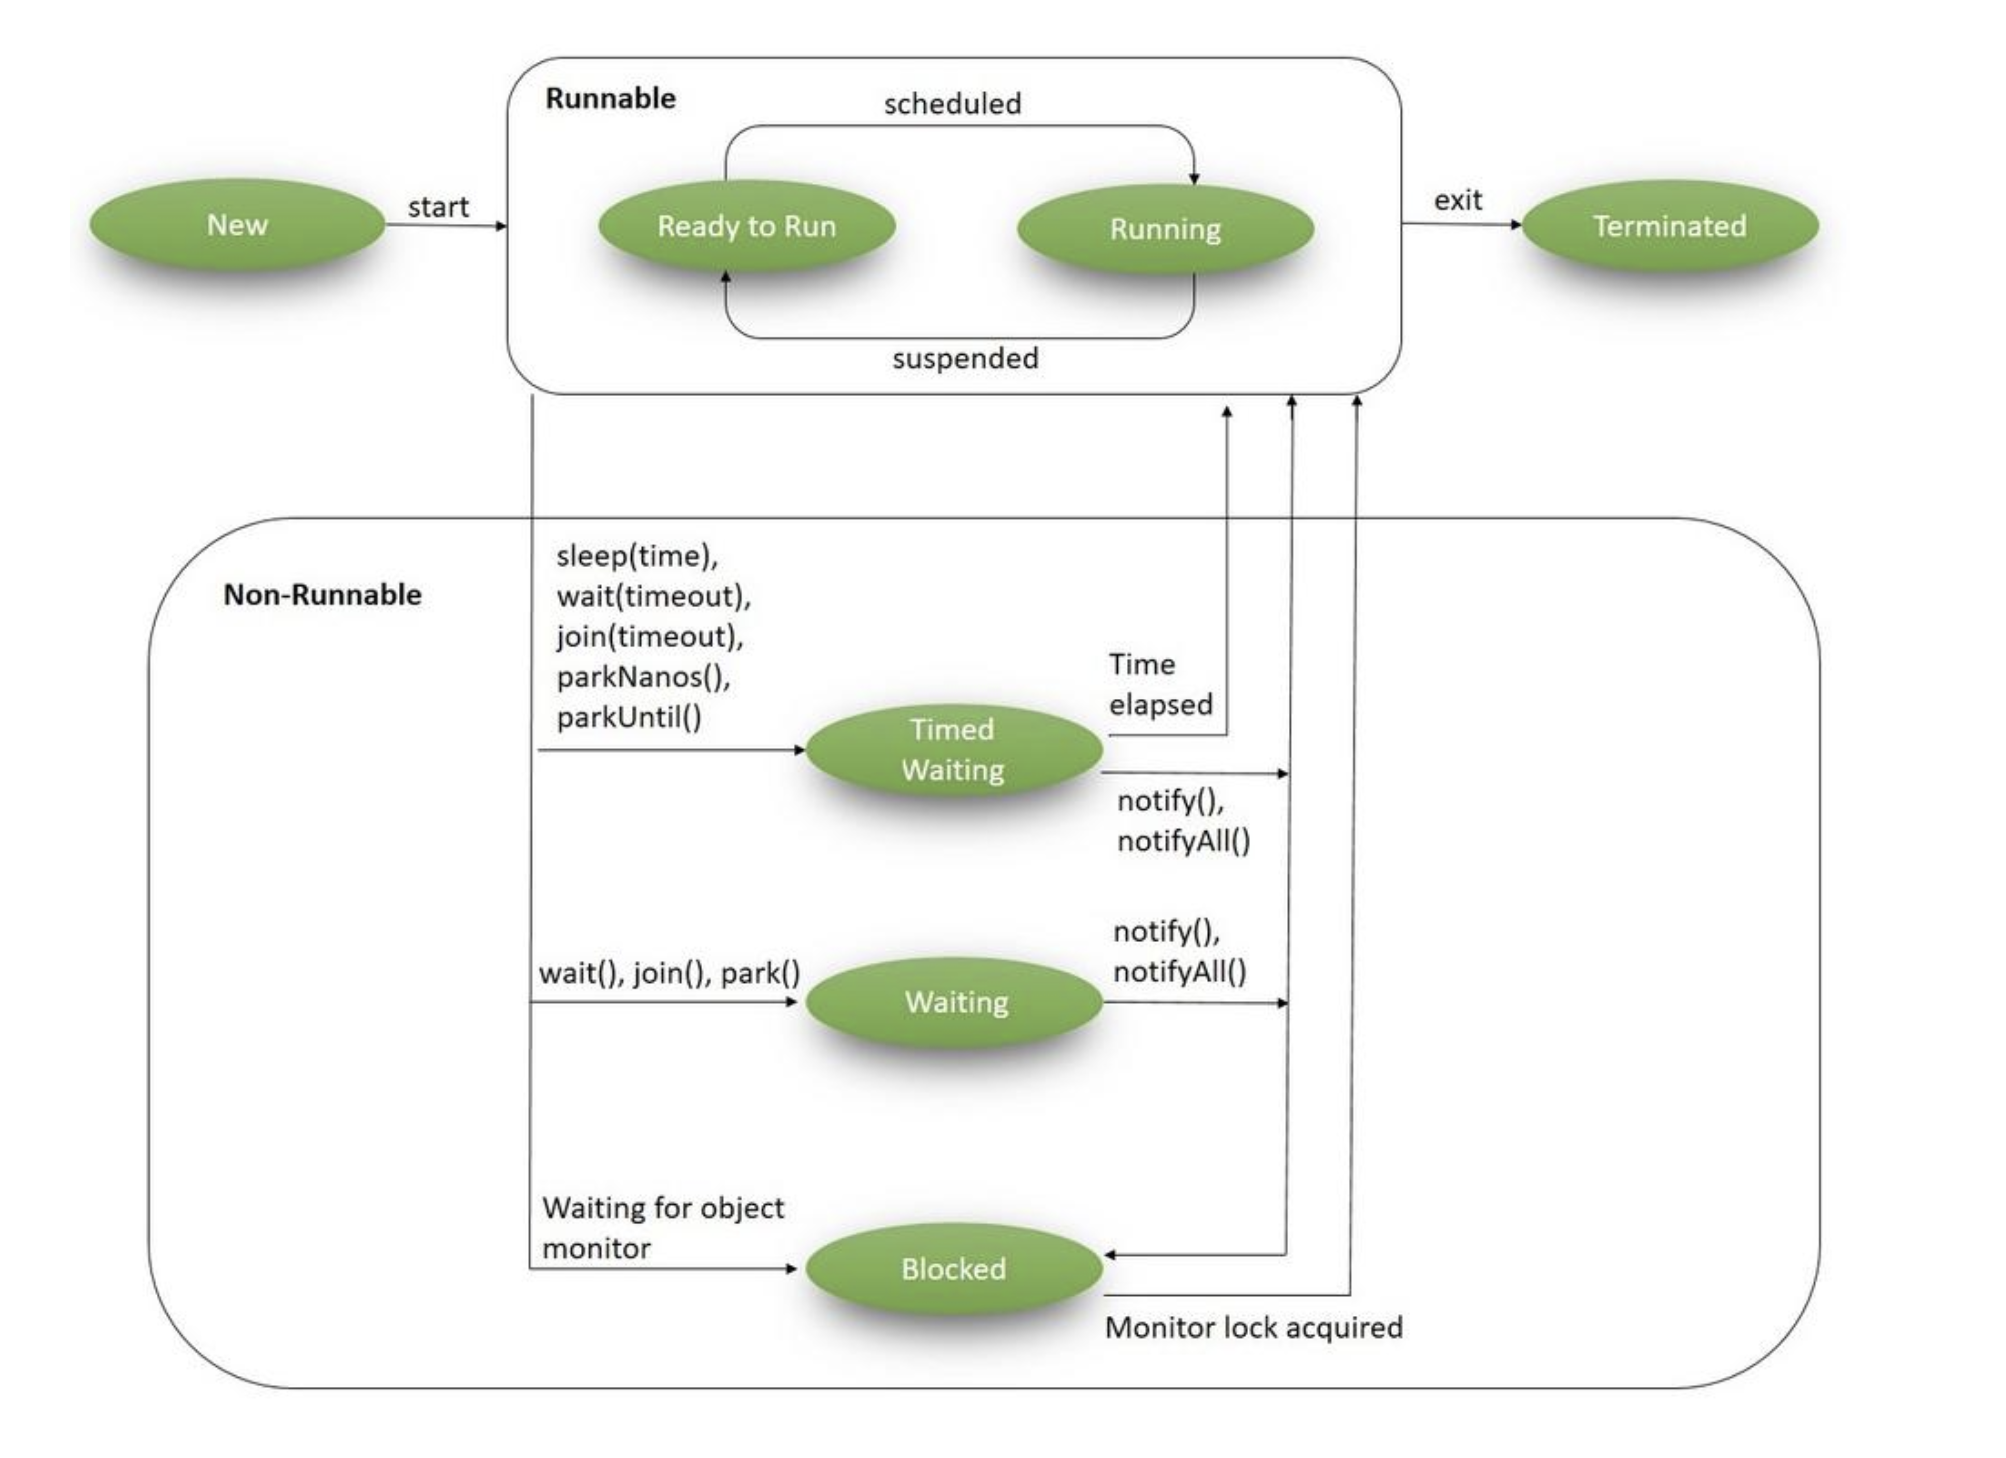 Runnable
scheduled
New
start
Ready to Run
Running
exit
Terminated
suspended
Non-Runnable
sleep(time),
wait(timeout),
join(timeout),
parkNanos(),
parkUntil()
Timed
Waiting
Time
elapsed
notify(),
notifyAll()
wait(), join(), park()
Waiting
notify(),
notifyAll()
Waiting for object
monitor
Blocked
Monitor lock acquired